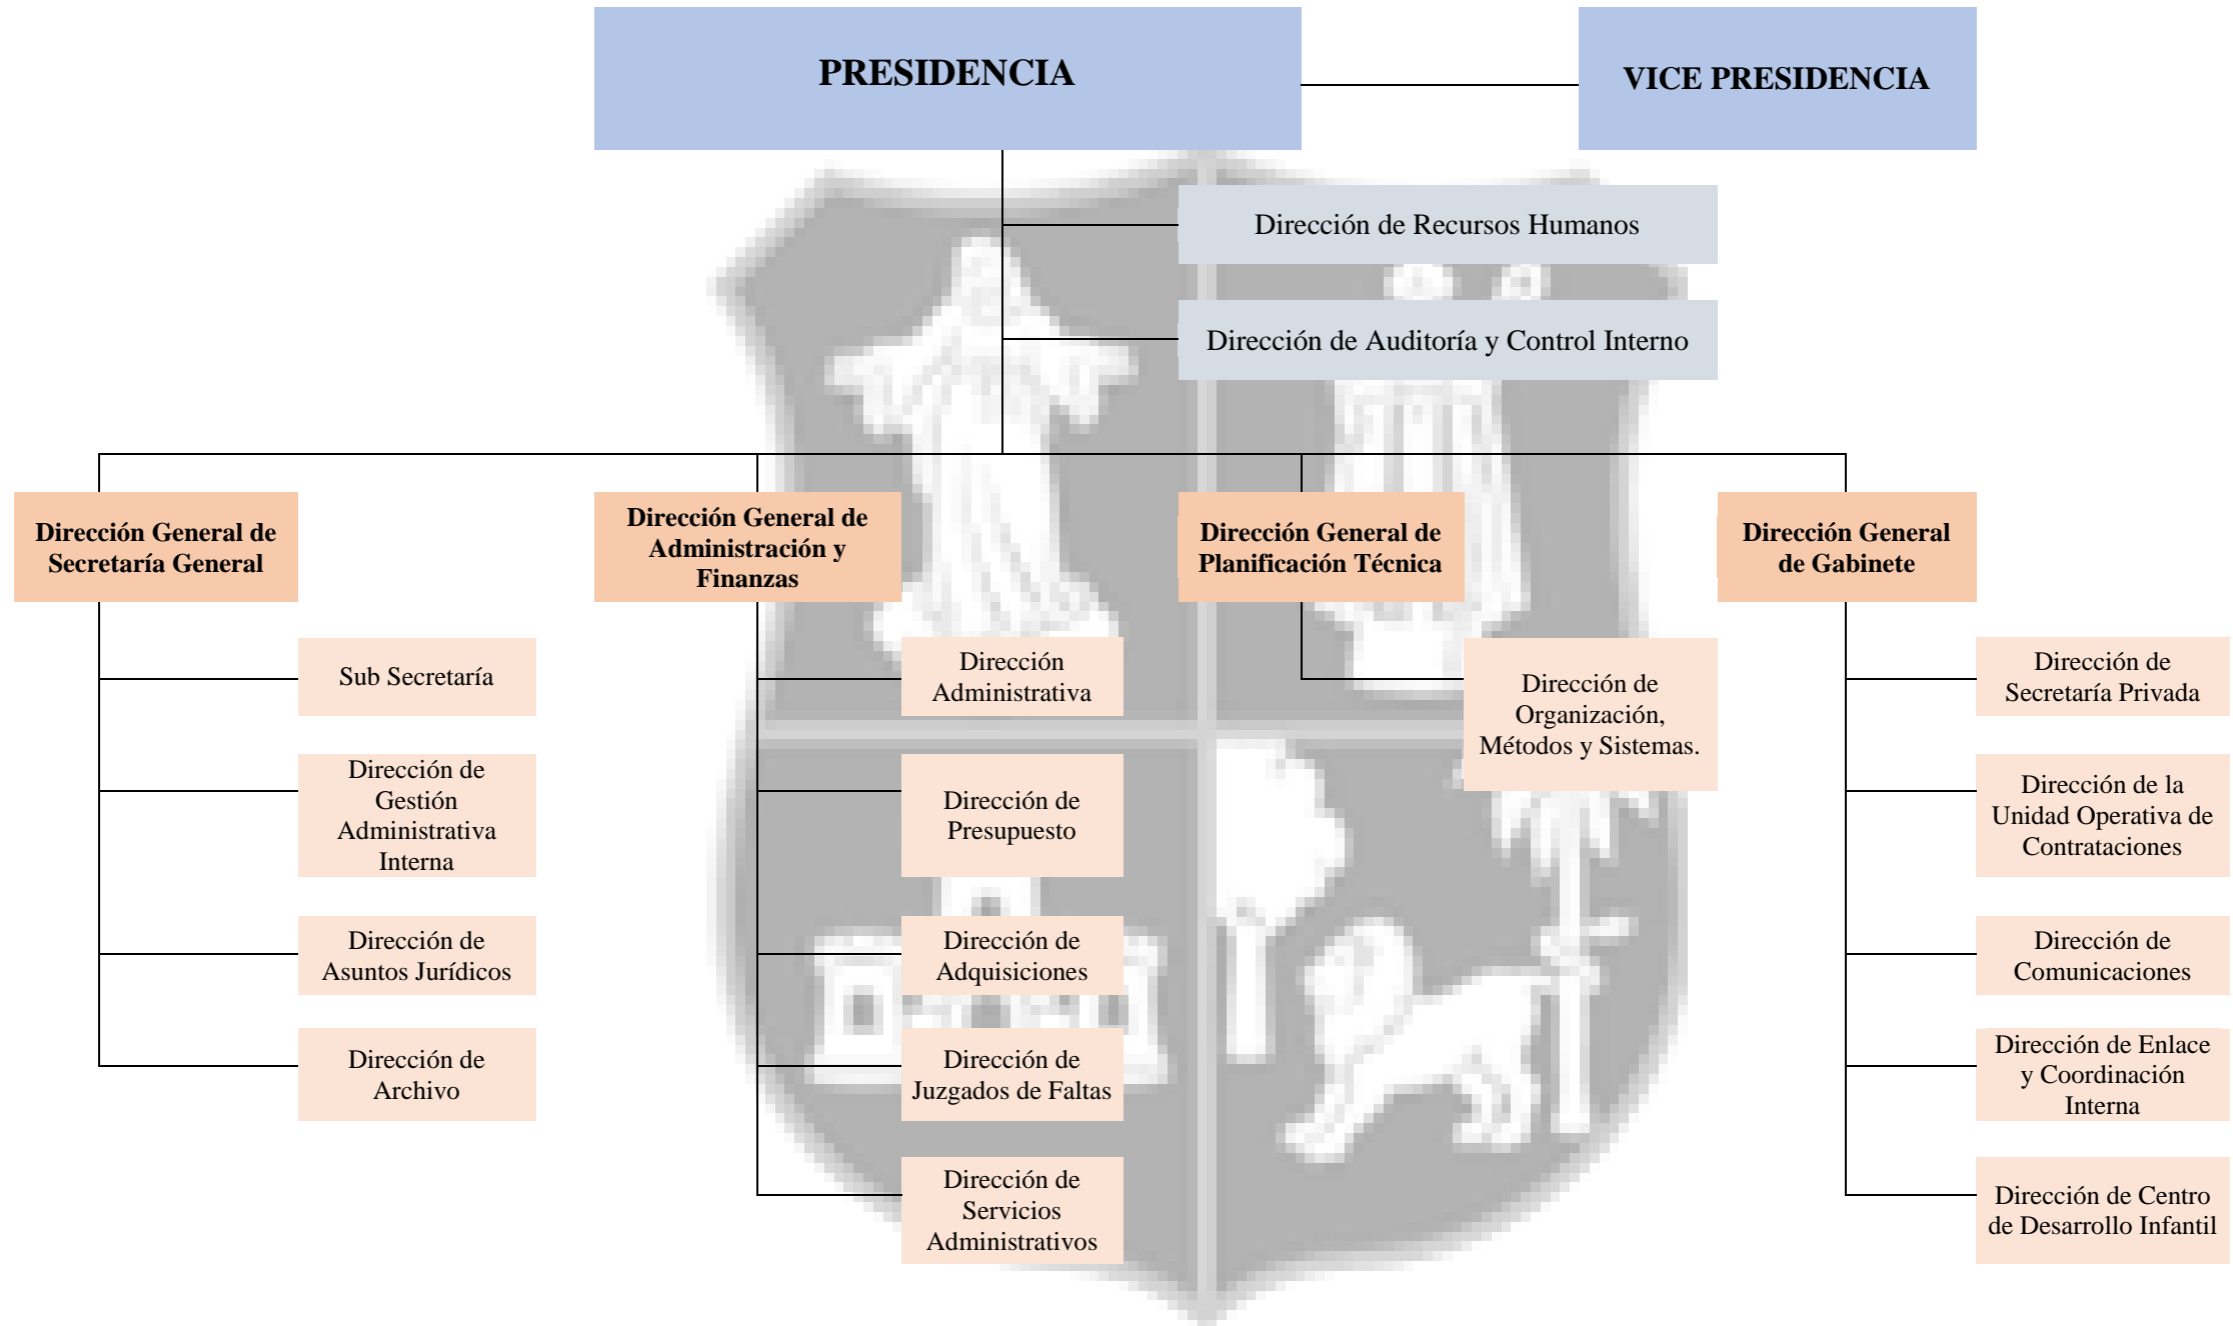 PRESIDENCIA
VICE PRESIDENCIA
Dirección de Recursos Humanos
Dirección de Auditoría y Control Interno
Dirección General de
Secretaría General
Dirección General de
Administración y
Finanzas
Dirección General de
Planificación Técnica
Dirección General
de Gabinete
Sub Secretaría
Dirección de
Gestión
Administrativa
Interna
Dirección de
Asuntos Jurídicos
Dirección de
Archivo
Dirección
Administrativa
Dirección de
Presupuesto
Dirección de
Adquisiciones
Dirección de
Juzgados de Faltas
Dirección de
Servicios
Administrativos
Dirección de
Organización,
Métodos y Sistemas.
Dirección de
Secretaría Privada
Dirección de la
Unidad Operativa de
Contrataciones
Dirección de
Comunicaciones
Dirección de Enlace
y Coordinación
Interna
Dirección de Centro
de Desarrollo Infantil